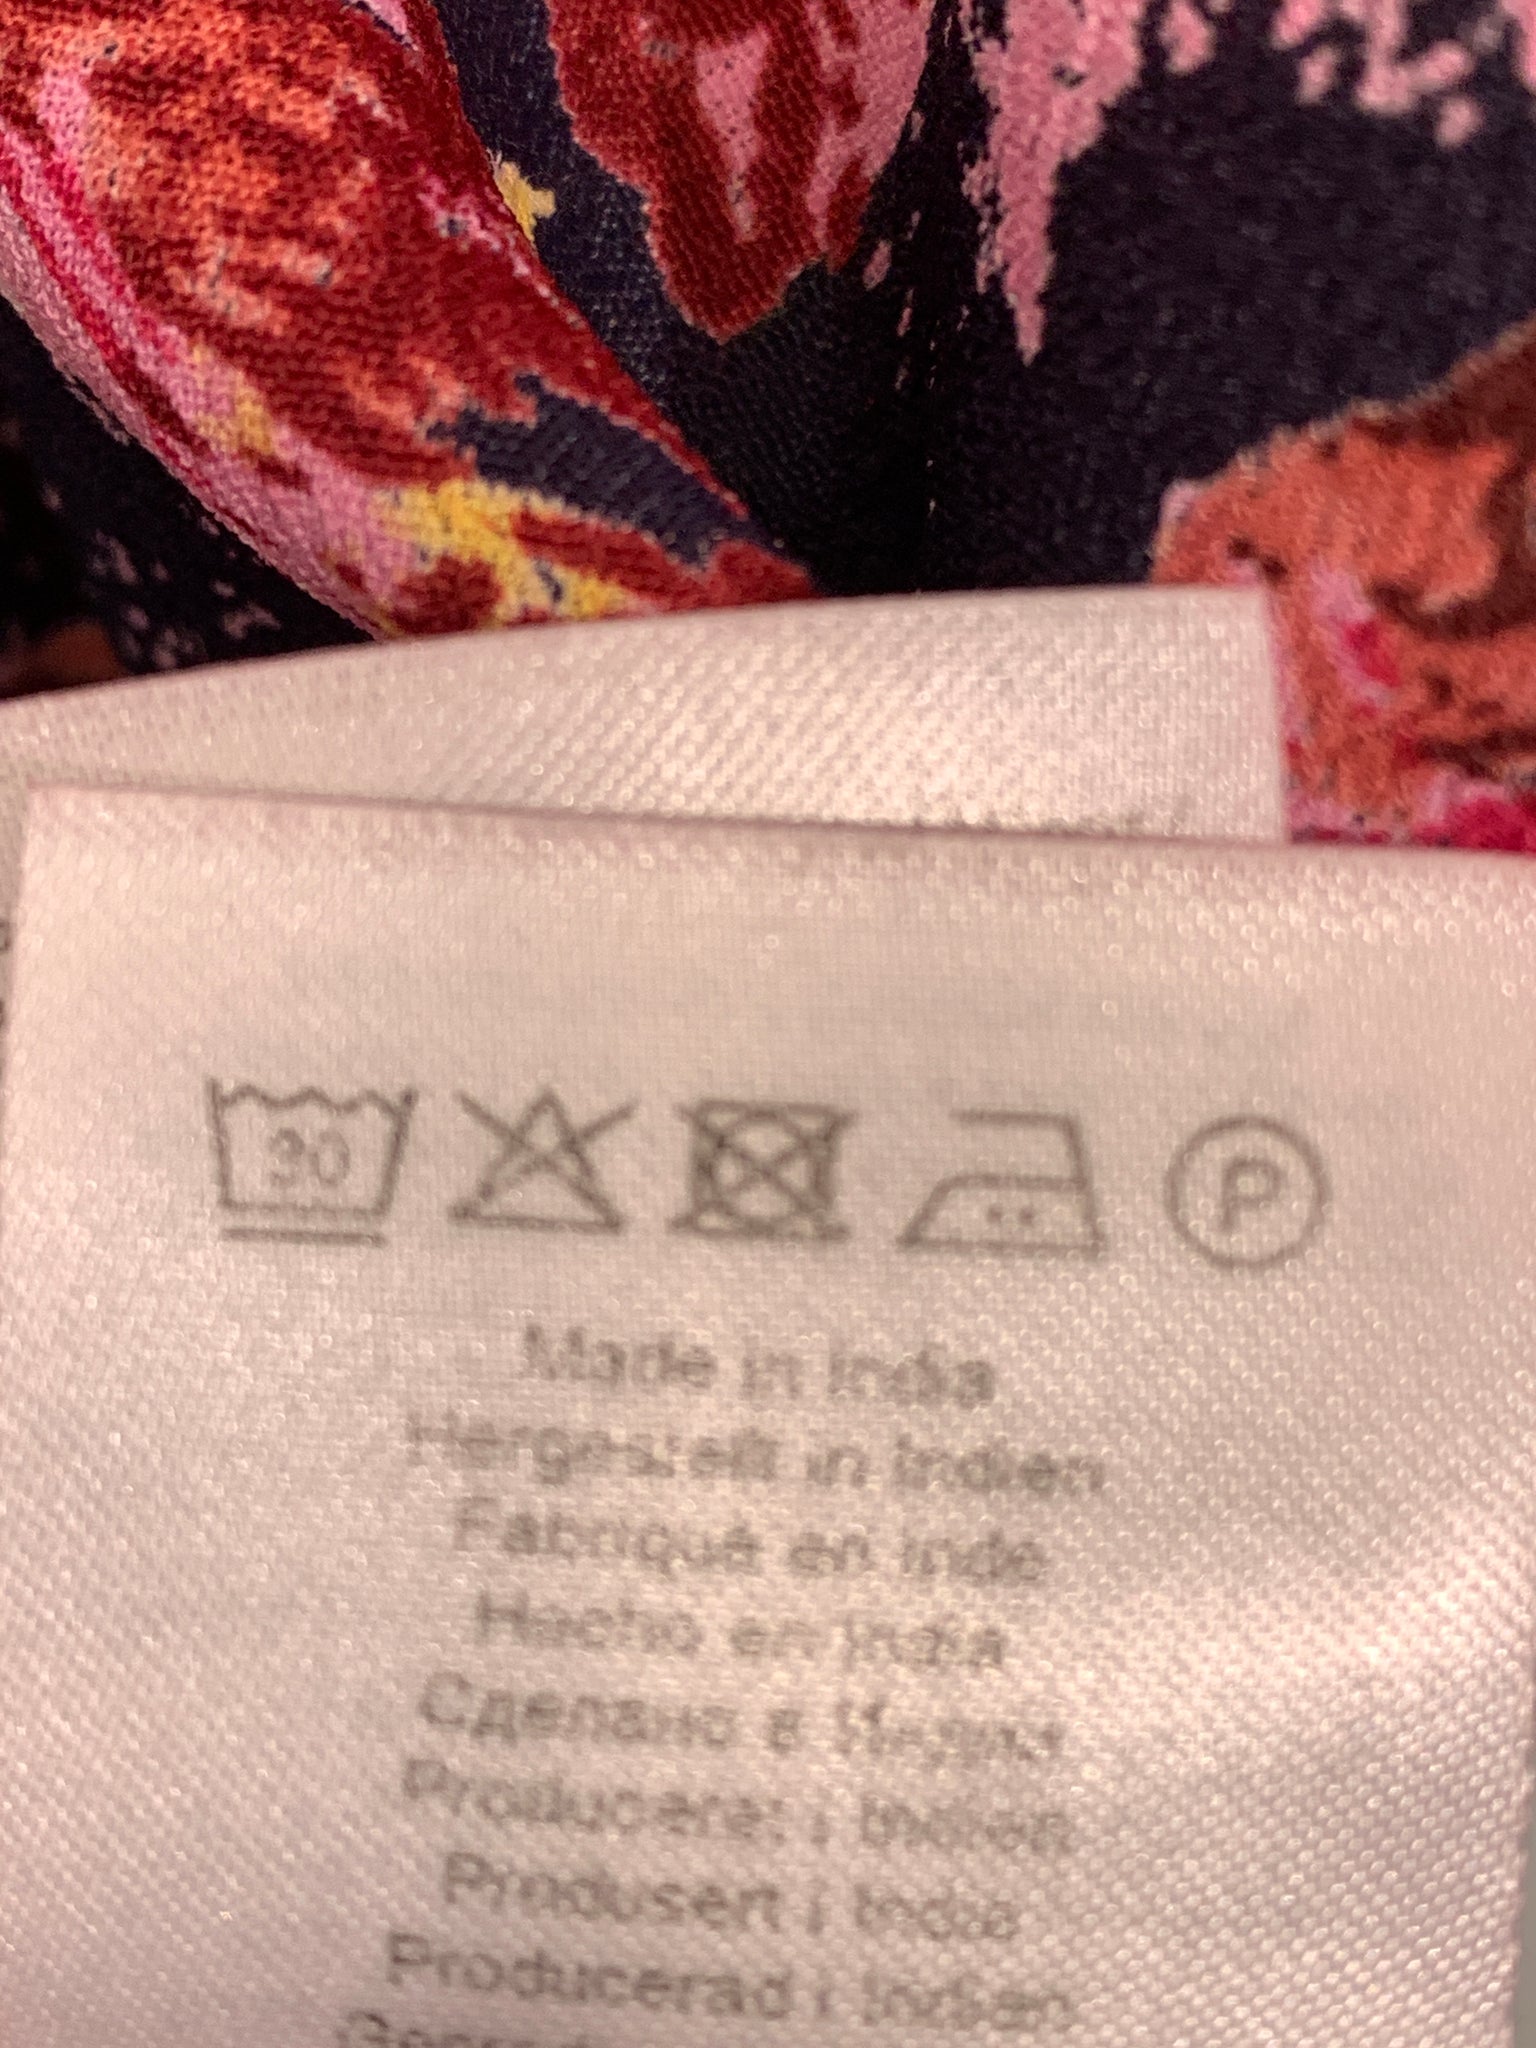 30
P
Made in India
Hergestellt in Indien
Fabriqué en Inde
Hecho en India
Сделано в Индии
Produceret i Indien
Produsert i India
Producerad i Indien